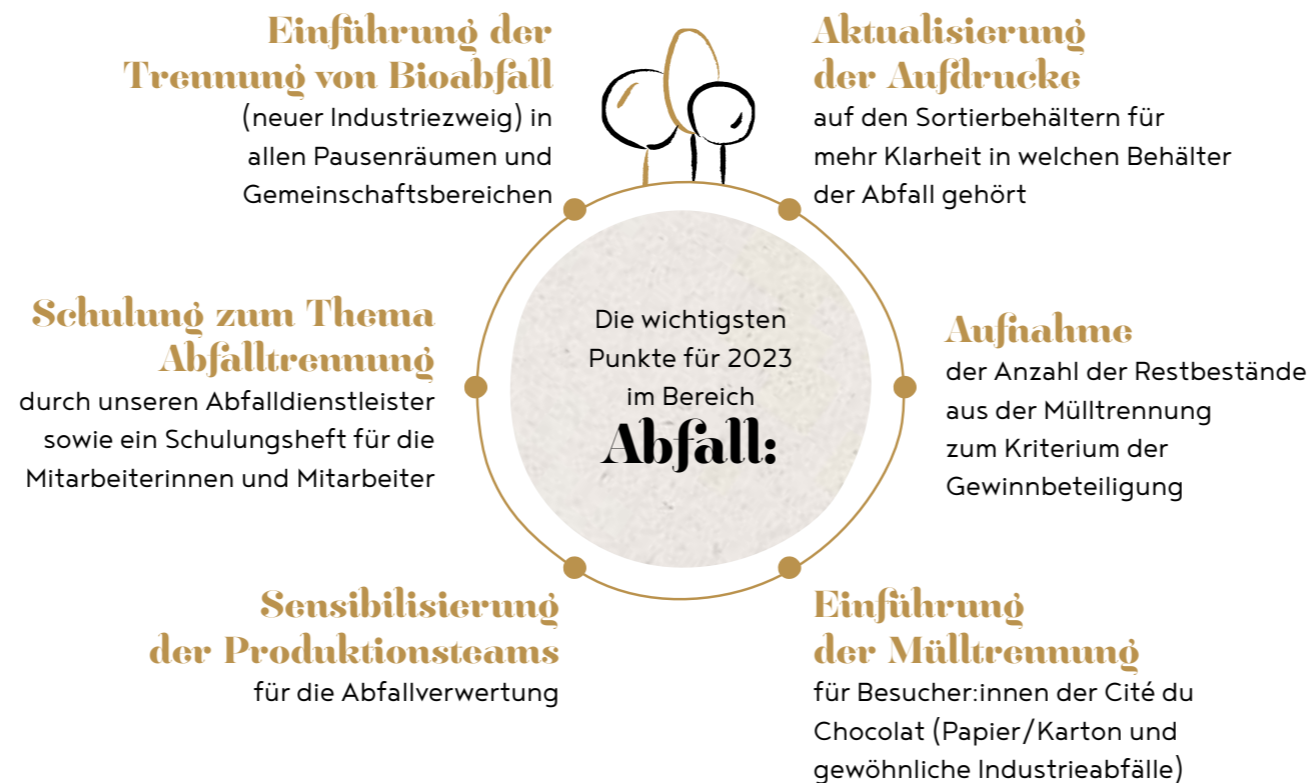 Einführung der
Trennung von Bioabfall
(neuer Industriezweig) in
allen Pausenräumen und
Gemeinschaftsbereichen
Aktualisierung
der Aufdrucke
auf den Sortierbehältern für
mehr Klarheit in welchen Behälter
der Abfall gehört
Schulung zum Thema
Abfalltrennung
durch unseren Abfalldienstleister
sowie ein Schulungsheft für die
Mitarbeiterinnen und Mitarbeiter
Die wichtigsten
Punkte für 2023
im Bereich
Abfall:
Aufnahme
der Anzahl der Restbestände
aus der Mülltrennung
zum Kriterium der
Gewinnbeteiligung
Sensibilisierung
der Produktionsteams
für die Abfallverwertung
Einführung
der Mülltrennung
für Besucher:innen der Cité du
Chocolat (Papier/Karton und
gewöhnliche Industrieabfälle)